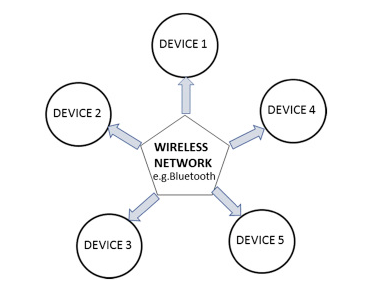 DEVICE 1
DEVICE 2
DEVICE 4
WIRELESS
NETWORK
e.g.Bluetooth
DEVICE 3
DEVICE 5